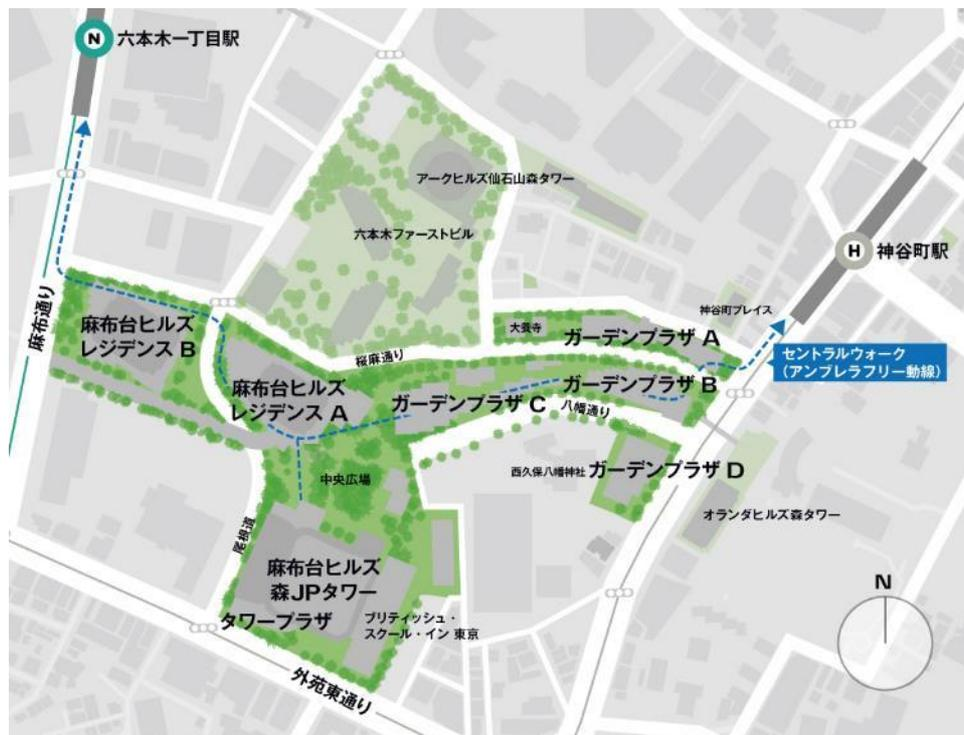 N
六本木一丁目駅
アークヒルズ仙石山森タワー
六本木ファーストビル
H
神谷町駅
麻布通り
麻布台ヒルズ
レジデンス B
神谷町プレイス
大養寺
ガーデンプラザ A
桜麻通り
セントラルウォーク
(アンブレラフリー動線)
麻布台ヒルズ
レジデンス A
ガーデンプラザ B
ガーデンプラザ C
八幡通り
中央広場
西久保八幡神社
ガーデンプラザ D
オランダヒルズ森タワー
尾根道
麻布台ヒルズ
森JPタワー
タワープラザ
ブリティッシュ・
スクール・イン 東京
外苑東通り
N